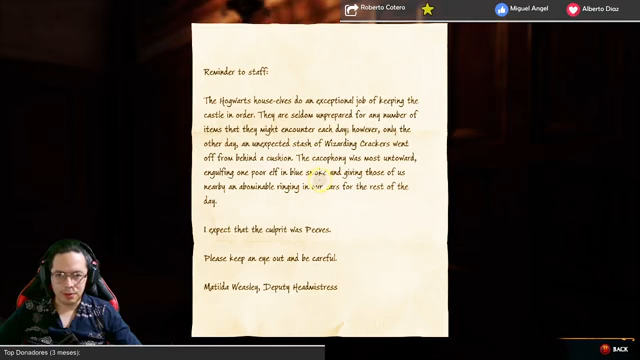 Roberto Cotero
Miguel Angel
Alberto Diaz
Reminder to staff:
The Hogwarts house-elves do an exceptional job of keeping the
castle in order. They are seldom unprepared for any number of
items that they might encounter each day; however, only the
other day, an unexpected stash of Wizarding Crackers went
off from behind a cushion. The cacophony was most untoward,
engulfing one poor elf in blue smoke and giving those of us
nearby an abominable ringing in our ears for the rest of the
day.
I expect that the culprit was Peeves.
Please keep an eye out and be careful.
Matilda Weasley, Deputy Headmistress
Top Donadores (3 meses):
BACK